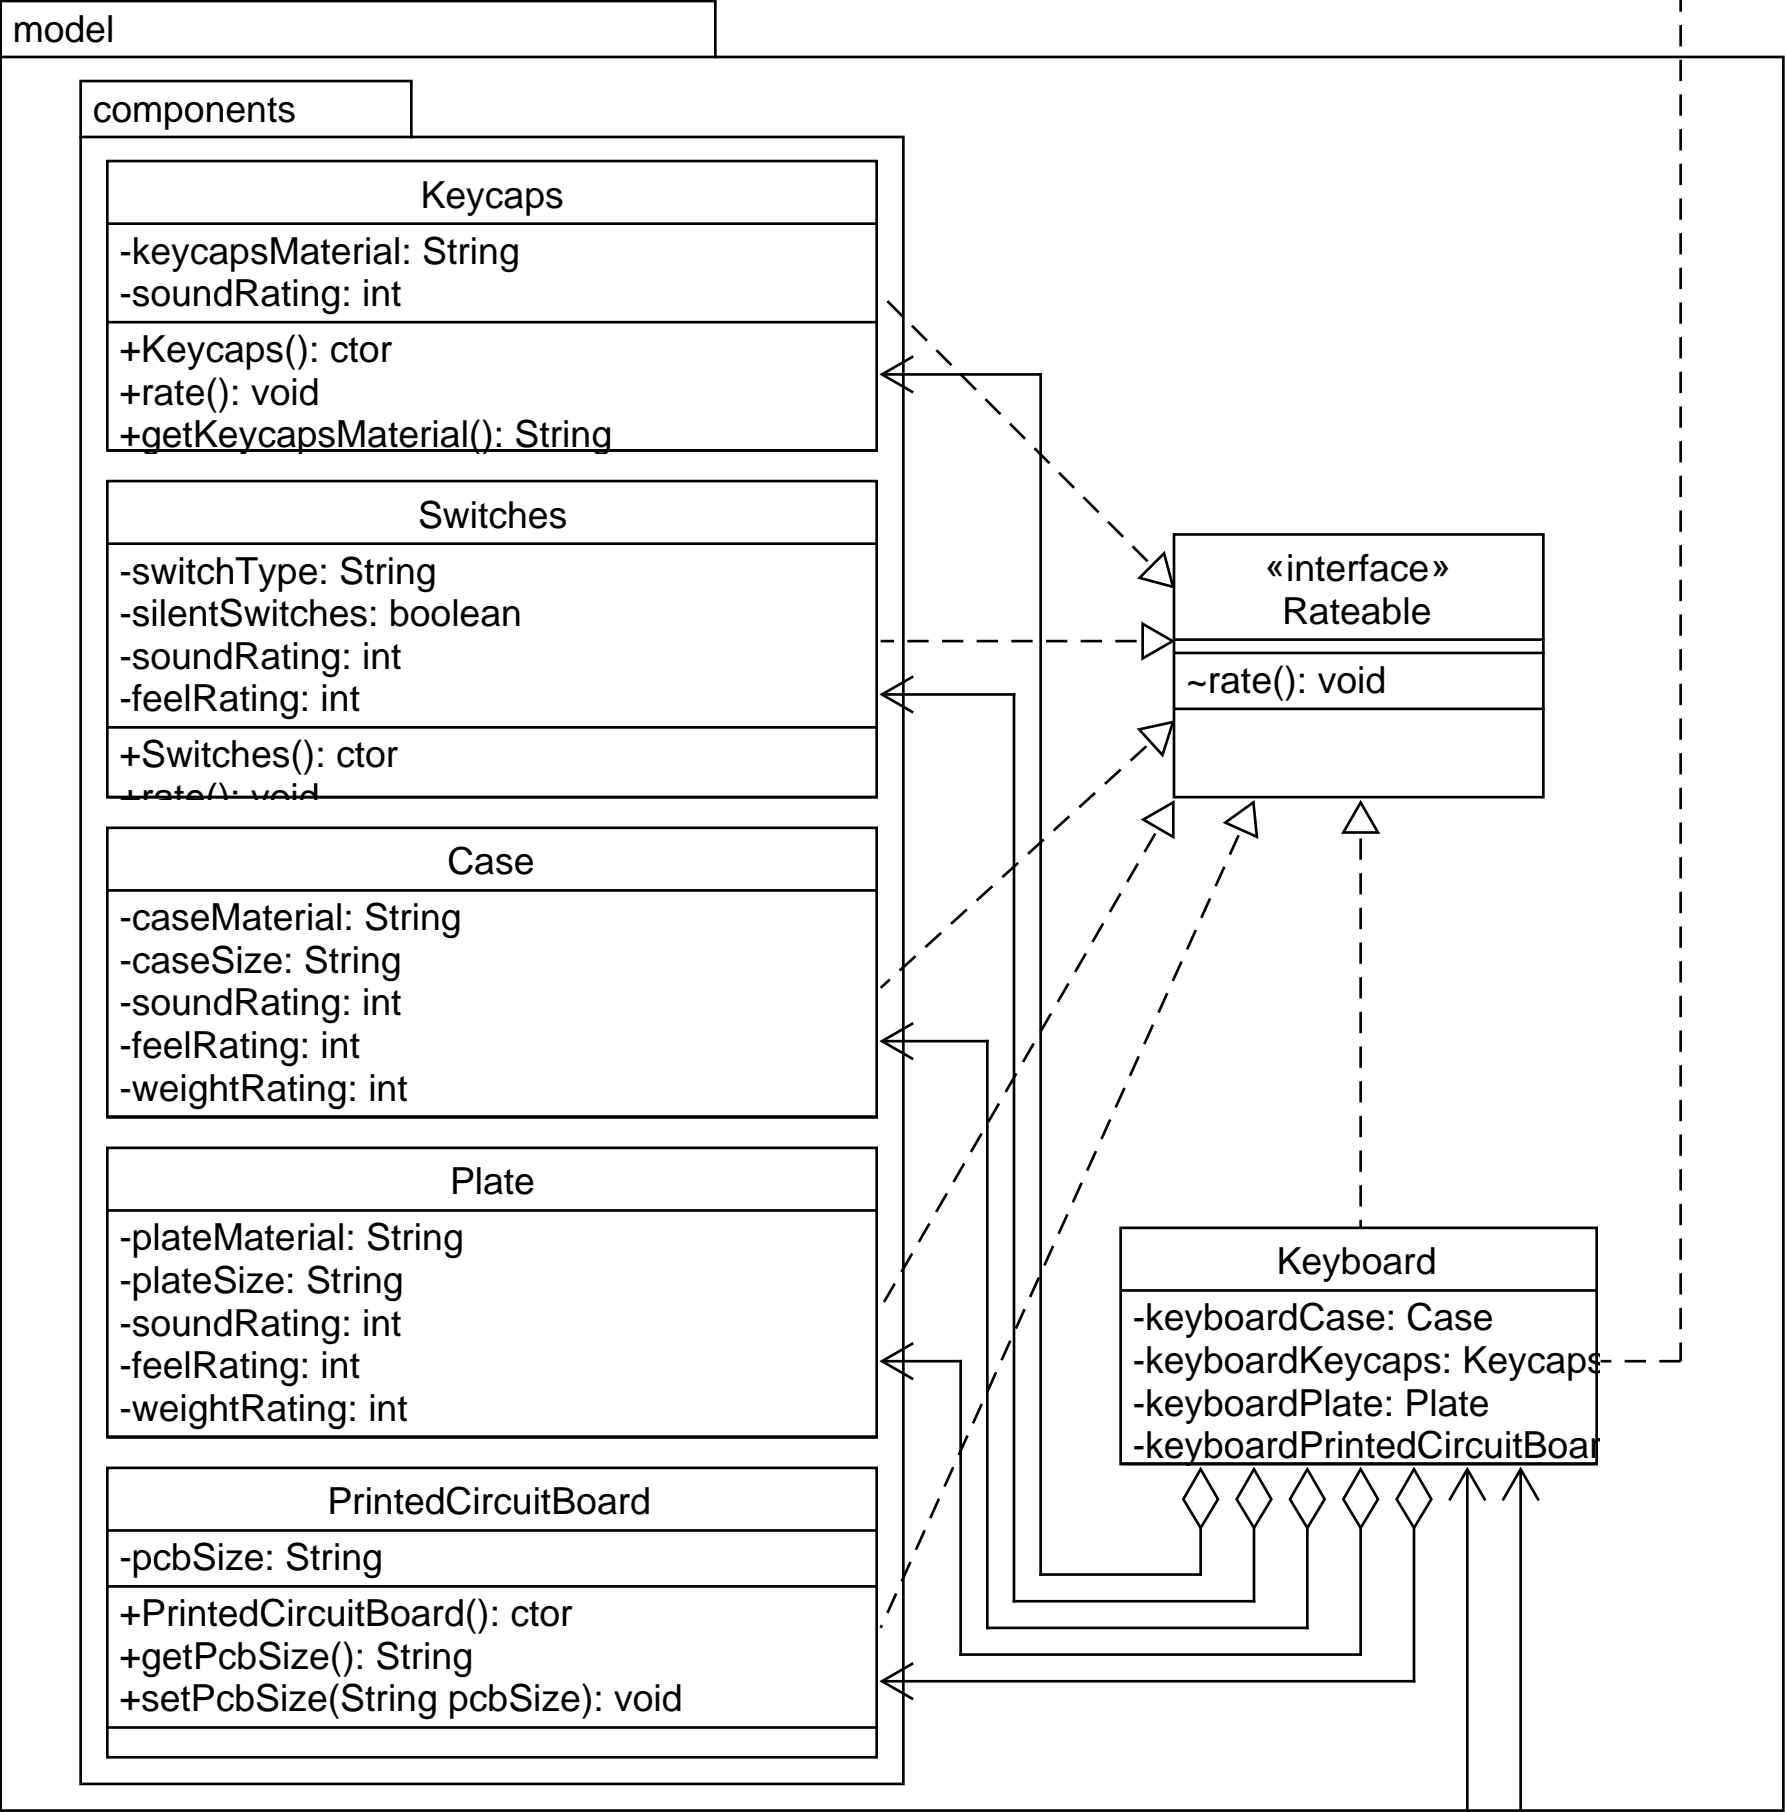 model
components
Keycaps
-keycapsMaterial: String
-soundRating: int
+Keycaps(): ctor
+rate(): void
+getKeycapsMaterial(): String
Switches
-switchType: String
-silentSwitches: boolean
-soundRating: int
-feelRating: int
+Switches(): ctor
+rate(): void
Case
-caseMaterial: String
-caseSize: String
-soundRating: int
-feelRating: int
-weightRating: int
Plate
-plateMaterial: String
-plateSize: String
-soundRating: int
-feelRating: int
-weightRating: int
PrintedCircuitBoard
-pcbSize: String
+PrintedCircuitBoard(): ctor
+getPcbSize(): String
+setPcbSize(String pcbSize): void
«interface»
Rateable
~rate(): void
Keyboard
-keyboardCase: Case
-keyboardKeycaps: Keycaps
-keyboardPlate: Plate
-keyboardPrintedCircuitBoar